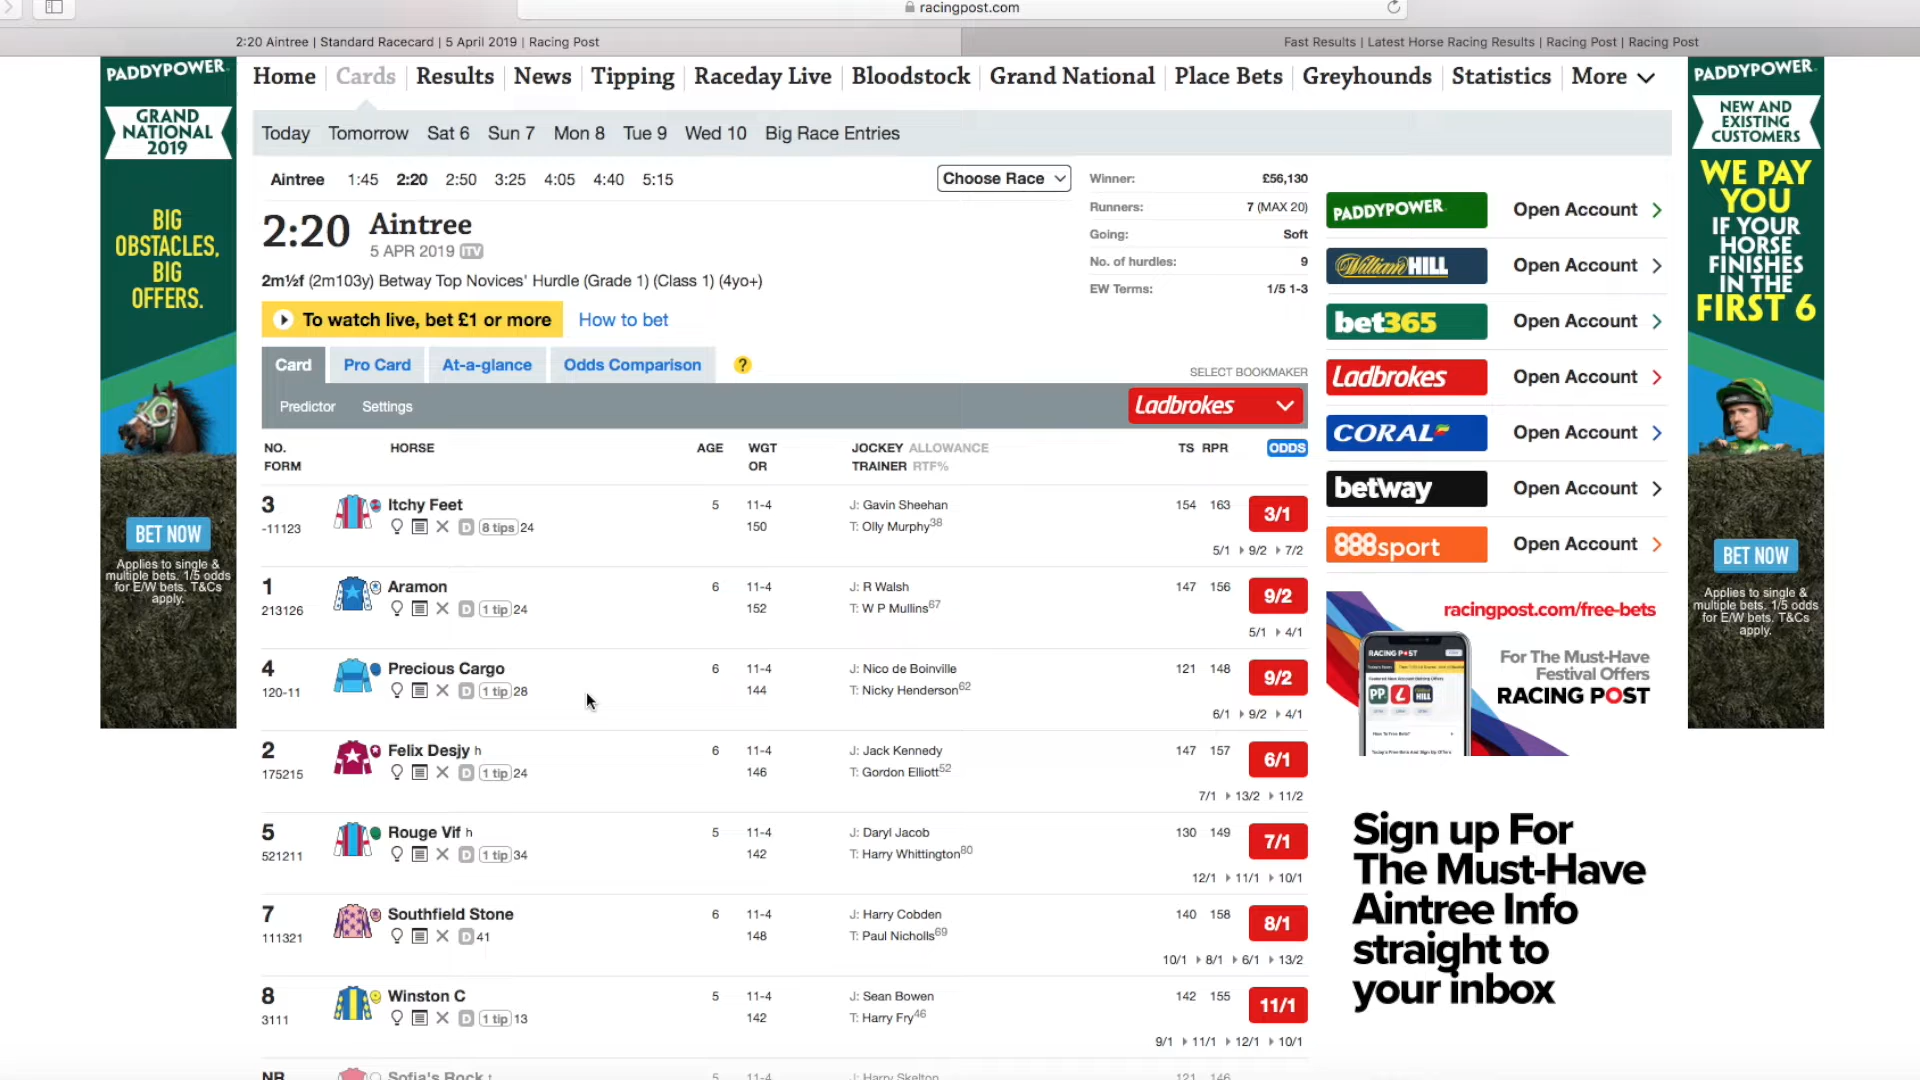 racingpost.com
2:20 Aintree | Standard Racecard | 5 April 2019 | Racing Post
Fast Results | Latest Horse Racing Results | Racing Post | Racing Post
PADDYPOWER
GRAND
NATIONAL
2019
BIG
OBSTACLES,
BIG
OFFERS.
BET NOW
Applies to single &
multiple bets. 1/5 odds
for E/W bets. T&Cs
apply.
Home Cards Results News Tipping Raceday Live Bloodstock Grand National Place Bets Greyhounds Statistics More
Today Tomorrow Sat 6 Sun 7 Mon 8 Tue 9 Wed 10 Big Race Entries
Aintree 1:45 2:20 2:50 3:25 4:05 4:40 5:15
Choose Race
2:20 Aintree
5 APR 2019 ITV
2m½f (2m103y) Betway Top Novices' Hurdle (Grade 1) (Class 1) (4yo+)
To watch live, bet £1 or more How to bet
Winner: £56,130
Runners: 7 (MAX 20)
Going: Soft
No. of hurdles: 9
EW Terms: 1/5 1-3
Card Pro Card At-a-glance Odds Comparison ?
SELECT BOOKMAKER
Predictor Settings Ladbrokes
NO. HORSE AGE WGT JOCKEY ALLOWANCE TS RPR ODDS
FORM OR TRAINER RTF%
3 Itchy Feet 5 11-4 J: Gavin Sheehan 154 163 3/1
-11123 D 8 tips 24 150 T: Olly Murphy38
5/1 9/2 7/2
1 Aramon 6 11-4 J: R Walsh 147 156 9/2
213126 D 1 tip 24 152 T: W P Mullins67
5/1 4/1
4 Precious Cargo 6 11-4 J: Nico de Boinville 121 148 9/2
120-11 D 1 tip 28 144 T: Nicky Henderson62
6/1 9/2 4/1
2 Felix Desjy h 6 11-4 J: Jack Kennedy 147 157 6/1
175215 D 1 tip 24 146 T: Gordon Elliott52
7/1 13/2 11/2
5 Rouge Vif h 5 11-4 J: Daryl Jacob 130 149 7/1
521211 D 1 tip 34 142 T: Harry Whittington80
12/1 11/1 10/1
7 Southfield Stone 6 11-4 J: Harry Cobden 140 158 8/1
111321 D 41 148 T: Paul Nicholls69
10/1 8/1 6/1 13/2
8 Winston C 5 11-4 J: Sean Bowen 142 155 11/1
3111 D 1 tip 13 142 T: Harry Fry46
9/1 11/1 12/1 10/1
NR Sofia's Rock t 5 11-4 J: Harry Skelton 121 146
PADDYPOWER Open Account
William HILL Open Account
bet365 Open Account
Ladbrokes Open Account
CORAL Open Account
betway Open Account
888sport Open Account
racingpost.com/free-bets
For The Must-Have
Festival Offers
RACING POST
RACING POST
PP L HILL
Sign up For
The Must-Have
Aintree Info
straight to
your inbox
PADDYPOWER
NEW AND
EXISTING
CUSTOMERS
WE PAY
YOU
IF YOUR
HORSE
FINISHES
IN THE
FIRST 6
BET NOW
Applies to single &
multiple bets. 1/5 odds
for E/W bets. T&Cs
apply.